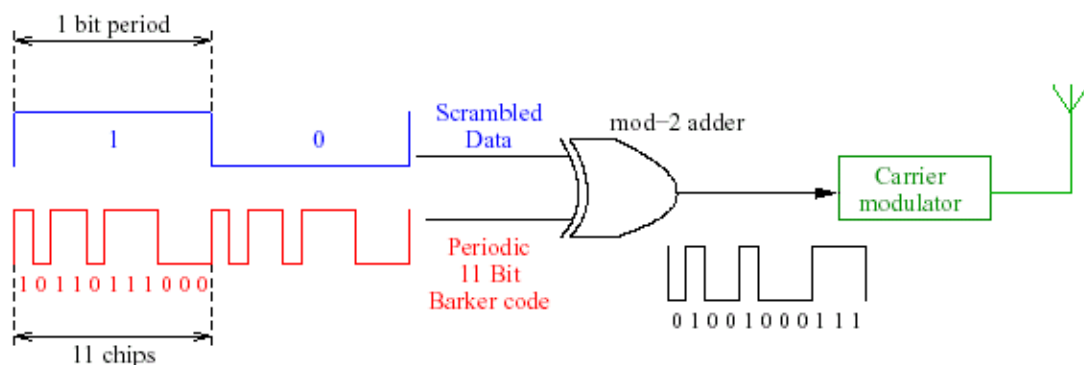 1 bit period
1
0
Scrambled
Data
mod-2 adder
Carrier
modulator
1 0 1 1 0 1 1 1 0 0 0
Periodic
11 Bit
Barker code
0 1 0 0 1 0 0 0 1 1 1
11 chips